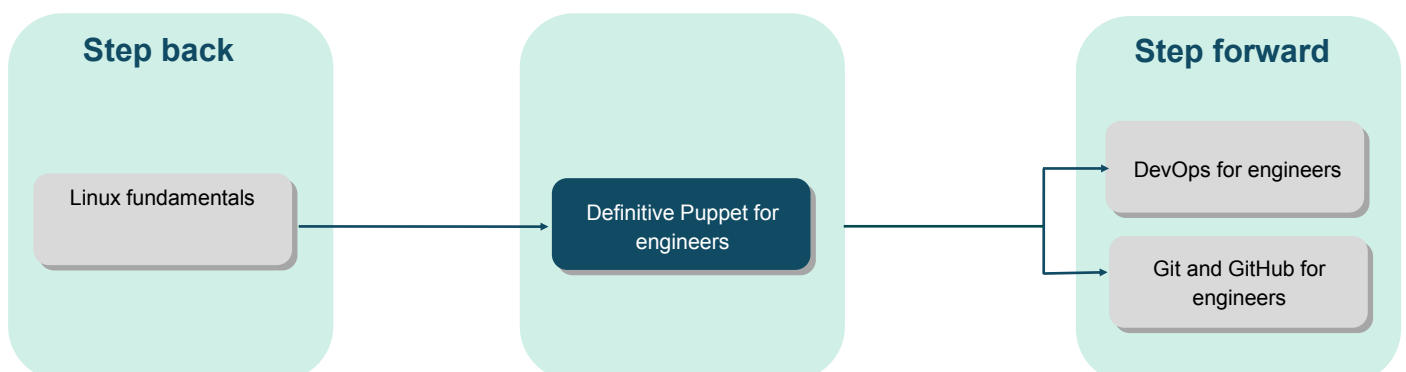 Step back
Linux fundamentals
Definitive Puppet for
engineers
Step forward
DevOps for engineers
Git and GitHub for
engineers